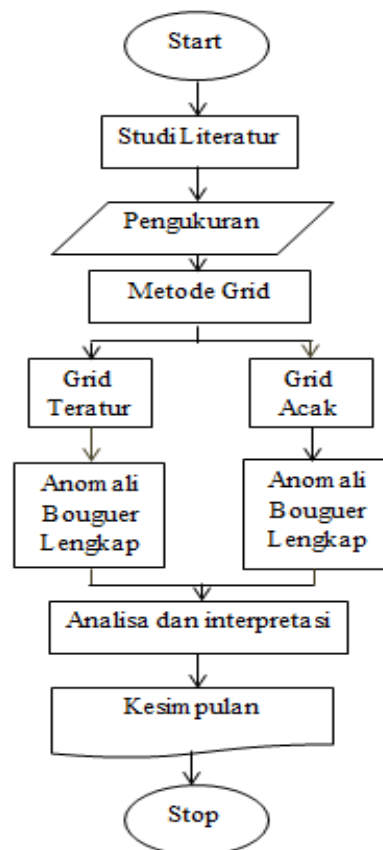 Start
Studi Literatur
Pengukuran
Metode Grid
Grid
Teratur
Grid
Acak
Anomali
Bouguer
Lengkap
Anomali
Bouguer
Lengkap
Analisa dan interpretasi
Kesimpulan
Stop